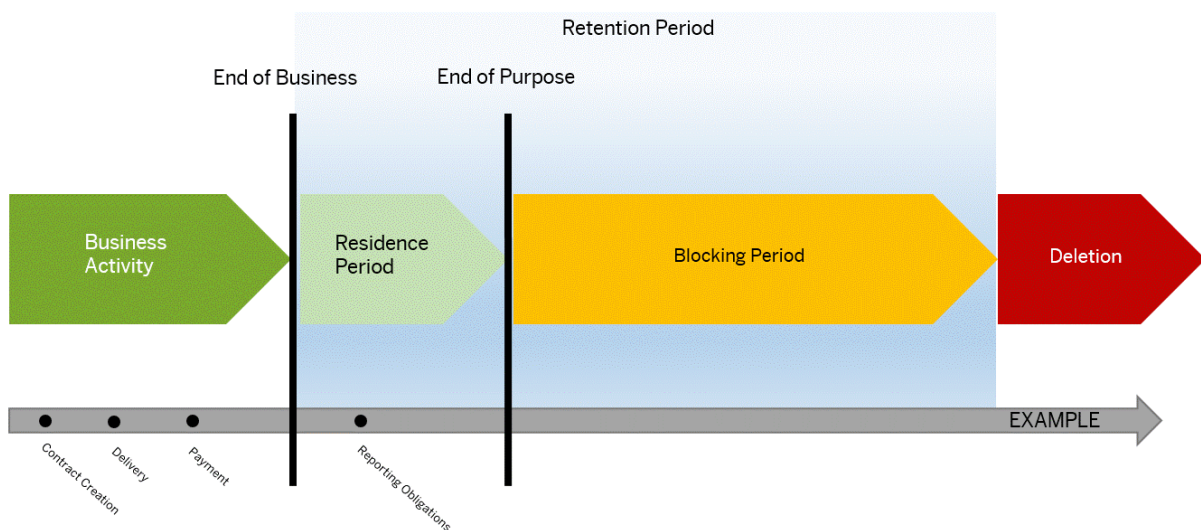 Retention Period
End of Business
End of Purpose
Business
Activity
Residence
Period
Blocking Period
Deletion
EXAMPLE
Contract Creation
Delivery
Payment
Reporting Obligations